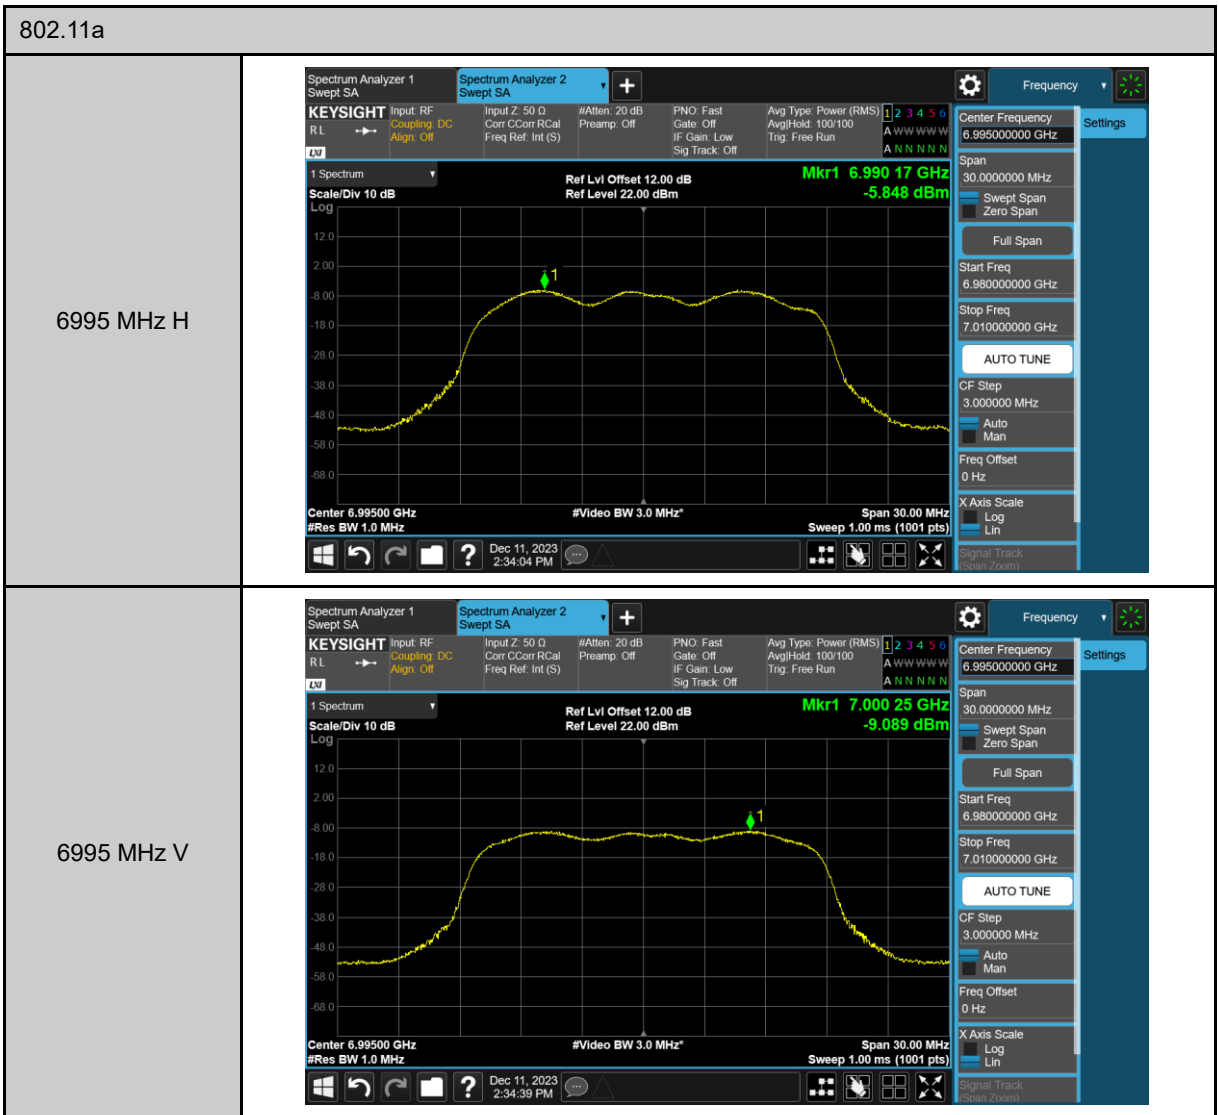 802.11a
6995 MHz H
Spectrum Analyzer 1
Swept SA
Spectrum Analyzer 2
Swept SA
Frequency
KEYSIGHT
RL
LXI
Input: RF
Coupling: DC
Align: Off
Input Z: 50 Ω
Corr CCorr RCal
Freq Ref: Int (S)
#Atten: 20 dB
Preamp: Off
PNO: Fast
Gate: Off
IF Gain: Low
Sig Track: Off
Avg Type: Power (RMS)
Avg|Hold: 100/100
Trig: Free Run
1 2 3 4 5 6
A W W W W W
A N N N N N
1 Spectrum
Scale/Div 10 dB
Log
Ref Lvl Offset 12.00 dB
Ref Level 22.00 dBm
Mkr1 6.990 17 GHz
-5.848 dBm
12.0
2.00
-8.00
-18.0
-28.0
-38.0
-48.0
-58.0
-68.0
1
Center 6.99500 GHz
#Res BW 1.0 MHz
#Video BW 3.0 MHz*
Span 30.00 MHz
Sweep 1.00 ms (1001 pts)
Dec 11, 2023
2:34:04 PM
Center Frequency
6.995000000 GHz
Settings
Span
30.0000000 MHz
Swept Span
Zero Span
Full Span
Start Freq
6.980000000 GHz
Stop Freq
7.010000000 GHz
AUTO TUNE
CF Step
3.000000 MHz
Auto
Man
Freq Offset
0 Hz
X Axis Scale
Log
Lin
Signal Track
(Span Zoom)
6995 MHz V
Spectrum Analyzer 1
Swept SA
Spectrum Analyzer 2
Swept SA
Frequency
KEYSIGHT
RL
LXI
Input: RF
Coupling: DC
Align: Off
Input Z: 50 Ω
Corr CCorr RCal
Freq Ref: Int (S)
#Atten: 20 dB
Preamp: Off
PNO: Fast
Gate: Off
IF Gain: Low
Sig Track: Off
Avg Type: Power (RMS)
Avg|Hold: 100/100
Trig: Free Run
1 2 3 4 5 6
A W W W W W
A N N N N N
1 Spectrum
Scale/Div 10 dB
Log
Ref Lvl Offset 12.00 dB
Ref Level 22.00 dBm
Mkr1 7.000 25 GHz
-9.089 dBm
12.0
2.00
-8.00
-18.0
-28.0
-38.0
-48.0
-58.0
-68.0
1
Center 6.99500 GHz
#Res BW 1.0 MHz
#Video BW 3.0 MHz*
Span 30.00 MHz
Sweep 1.00 ms (1001 pts)
Dec 11, 2023
2:34:39 PM
Center Frequency
6.995000000 GHz
Settings
Span
30.0000000 MHz
Swept Span
Zero Span
Full Span
Start Freq
6.980000000 GHz
Stop Freq
7.010000000 GHz
AUTO TUNE
CF Step
3.000000 MHz
Auto
Man
Freq Offset
0 Hz
X Axis Scale
Log
Lin
Signal Track
(Span Zoom)